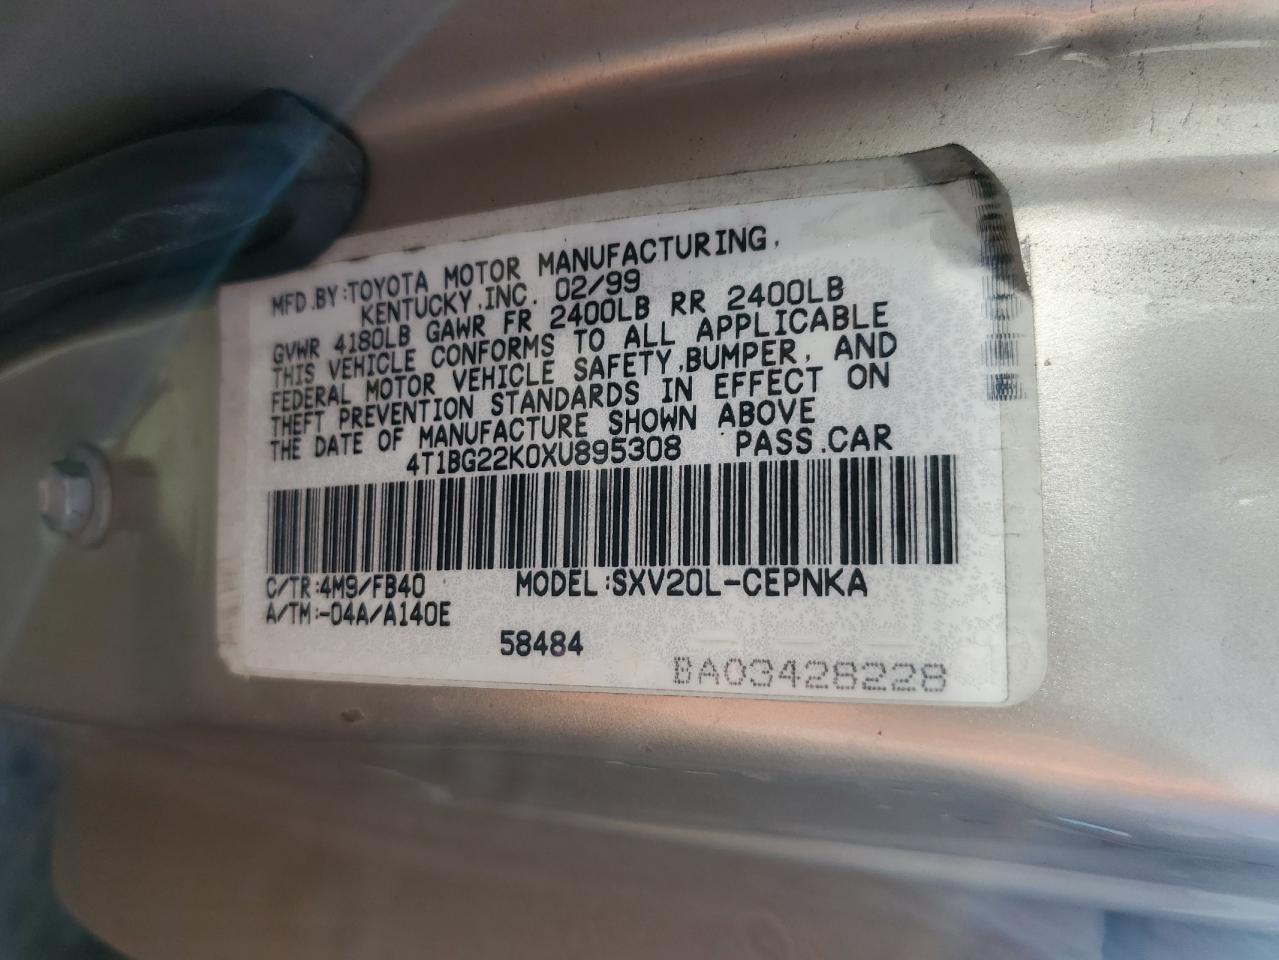 MFD.BY:TOYOTA MOTOR MANUFACTURING,
KENTUCKY,INC. 02/99
GVWR 4180LB GAWR FR 2400LB RR 2400LB
THIS VEHICLE CONFORMS TO ALL APPLICABLE
FEDERAL MOTOR VEHICLE SAFETY,BUMPER, AND
THEFT PREVENTION STANDARDS IN EFFECT ON
THE DATE OF MANUFACTURE SHOWN ABOVE
4T1BG22K0XU895308 PASS.CAR
C/TR:4M9/FB40 MODEL:SXV20L-CEPNKA
A/TM:-04A/A140E
58484
BA03428228